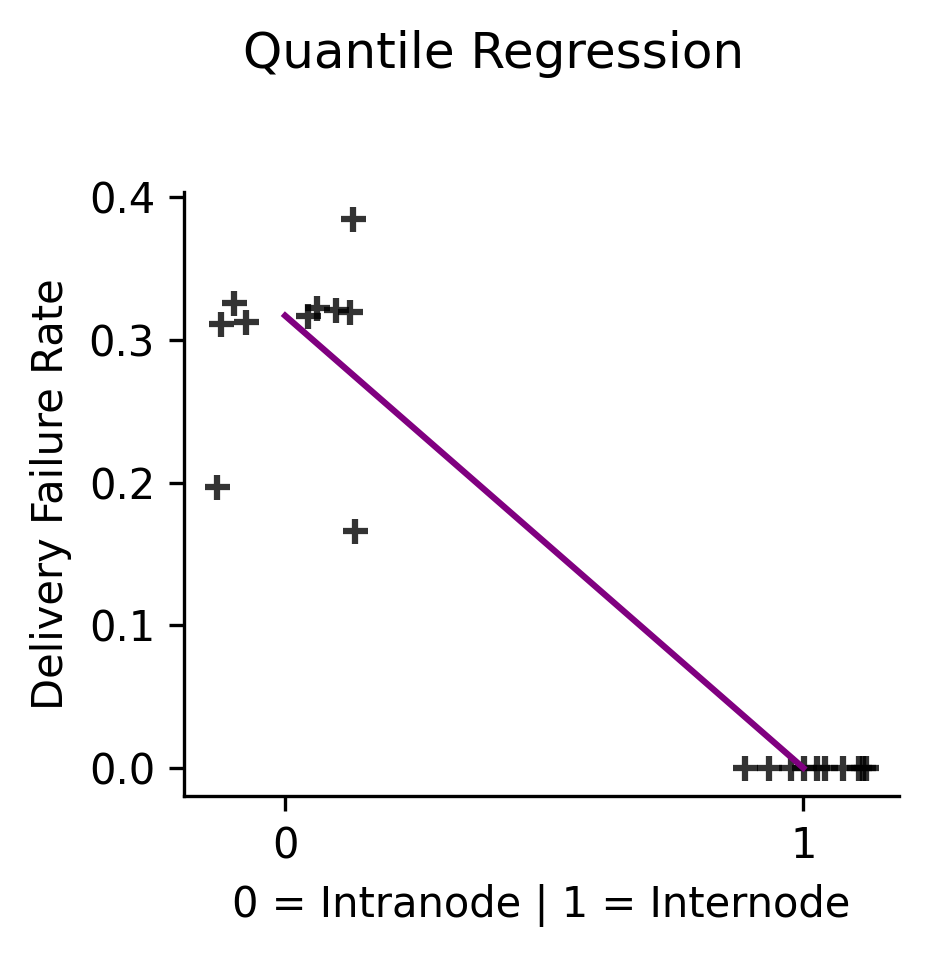 Quantile Regression
0.4
0.3
0.2
0.1
0.0
Delivery Failure Rate
0 1
0 = Intranode | 1 = Internode